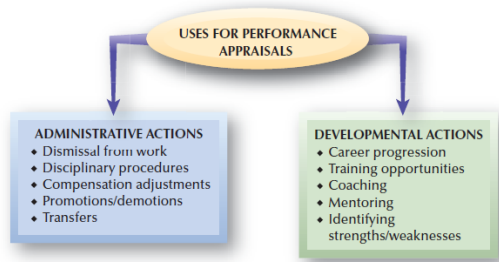 USES FOR PERFORMANCE
APPRAISALS
ADMINISTRATIVE ACTIONS
◆ Dismissal from work
◆ Disciplinary procedures
◆ Compensation adjustments
◆ Promotions/demotions
◆ Transfers
DEVELOPMENTAL ACTIONS
◆ Career progression
◆ Training opportunities
◆ Coaching
◆ Mentoring
◆ Identifying
strengths/weaknesses